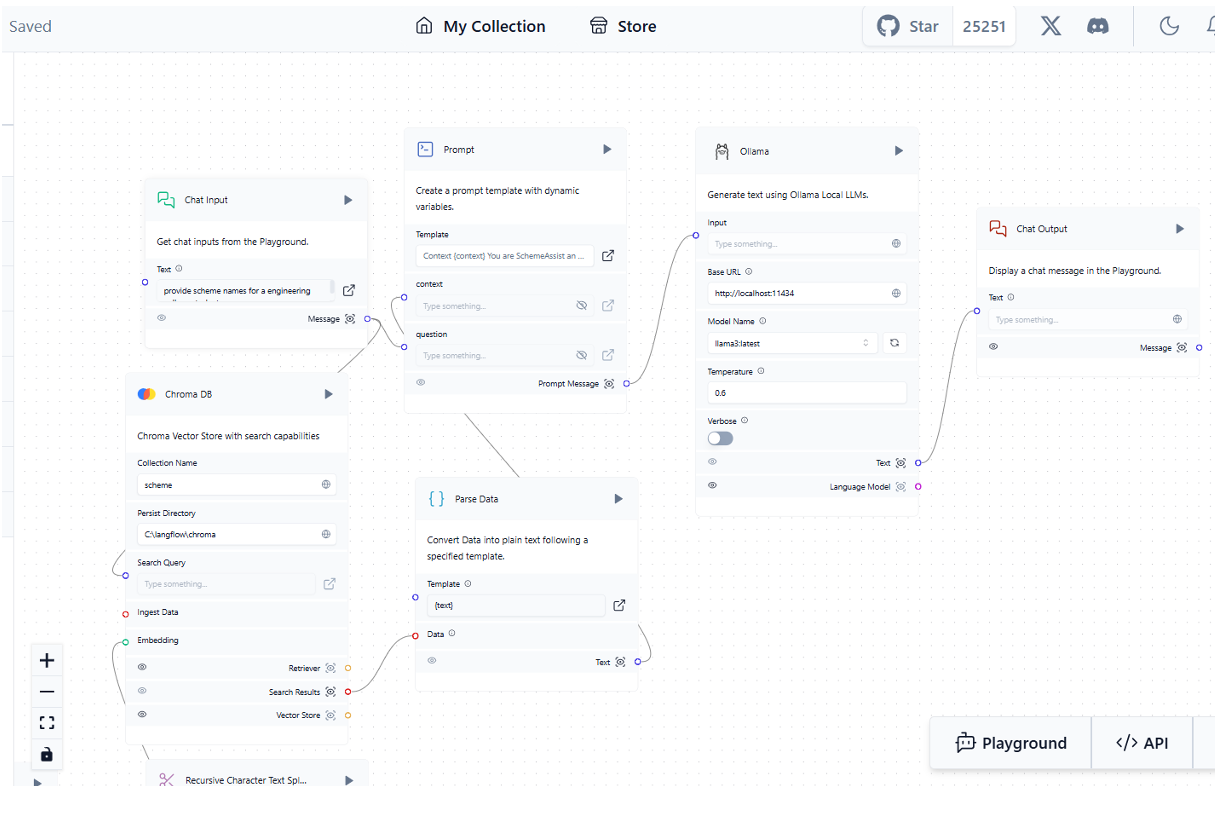 Saved
My Collection
Store
Star
25251
Chat Input
Get chat inputs from the Playground.
Text
provide scheme names for a engineering
Message
Prompt
Create a prompt template with dynamic
variables.
Template
Context {context} You are SchemeAssist an ...
context
Type something...
question
Type something...
Prompt Message
Ollama
Generate text using Ollama Local LLMs.
Input
Type something...
Base URL
http://localhost:11434
Model Name
llama3:latest
Temperature
0.6
Verbose
Text
Language Model
Chat Output
Display a chat message in the Playground.
Text
Type something...
Message
Chroma DB
Chroma Vector Store with search capabilities
Collection Name
scheme
Persist Directory
C:\langflow\chroma
Search Query
Type something...
Ingest Data
Embedding
Retriever
Search Results
Vector Store
Parse Data
Convert Data into plain text following a
specified template.
Template
{text}
Data
Text
Recursive Character Text Spl...
Playground
</> API